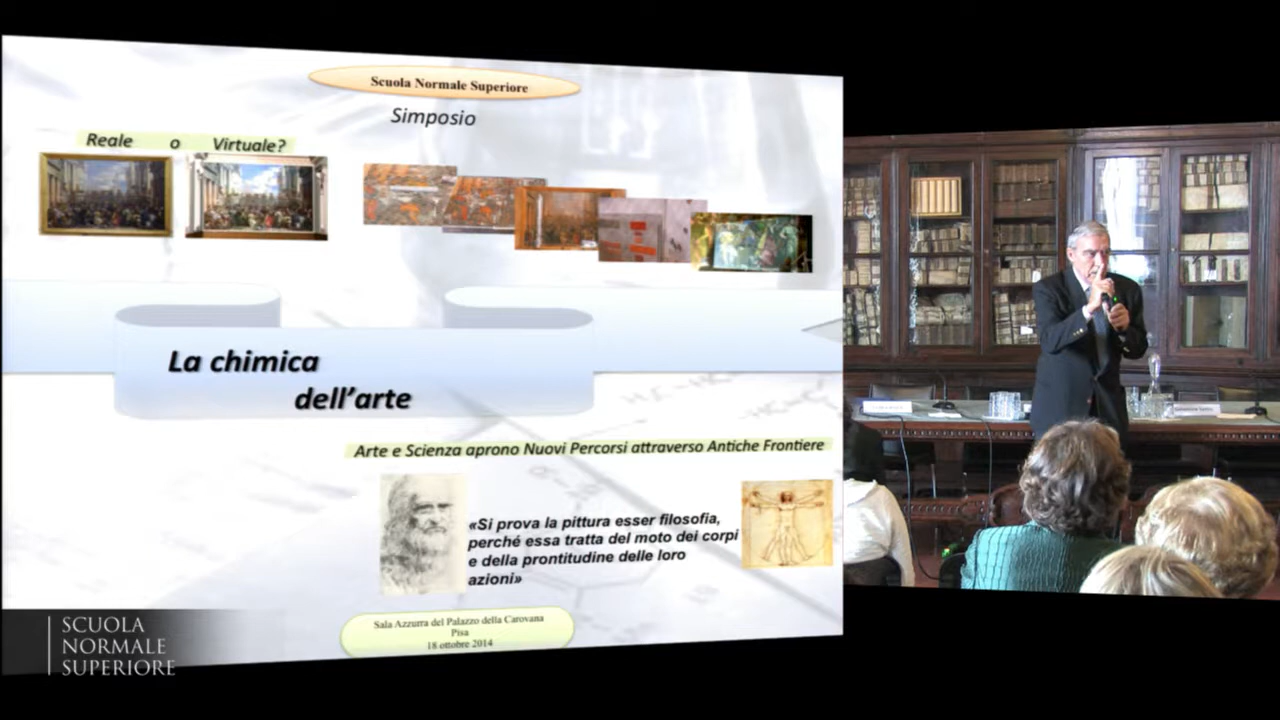 Scuola Normale Superiore
Simposio
Reale o Virtuale?
La chimica
dell'arte
Arte e Scienza aprono Nuovi Percorsi attraverso Antiche Frontiere
«Si prova la pittura esser filosofia,
perché essa tratta del moto dei corpi
e della prontitudine delle loro
azioni»
Sala Azzurra del Palazzo della Carovana
Pisa
18 ottobre 2014
SCUOLA
NORMALE
SUPERIORE